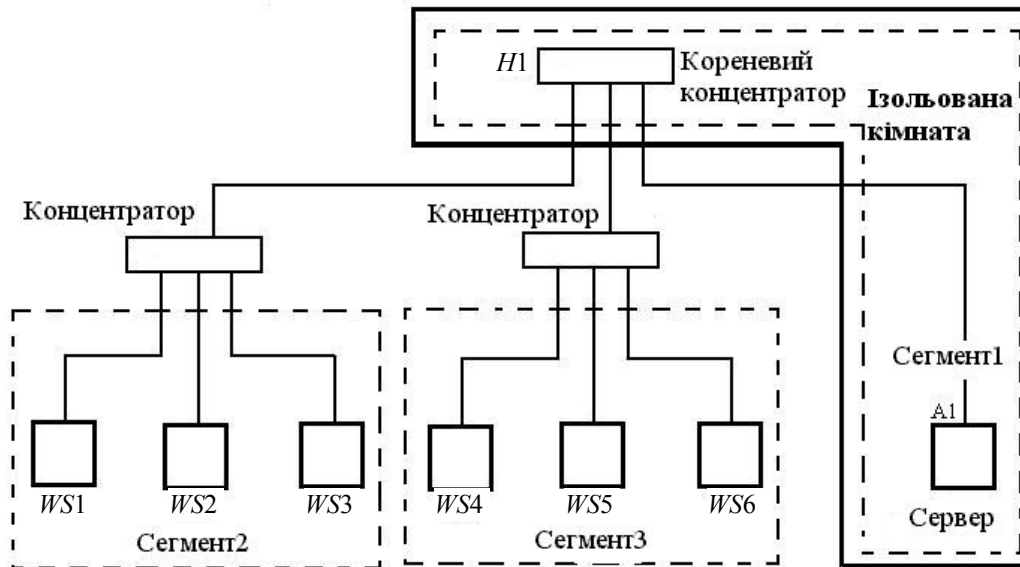 H1
Кореневий
концентратор
Ізольована
кімната
Концентратор
Концентратор
Сегмент1
A1
WS1
WS2
WS3
WS4
WS5
WS6
Сервер
Сегмент2
Сегмент3